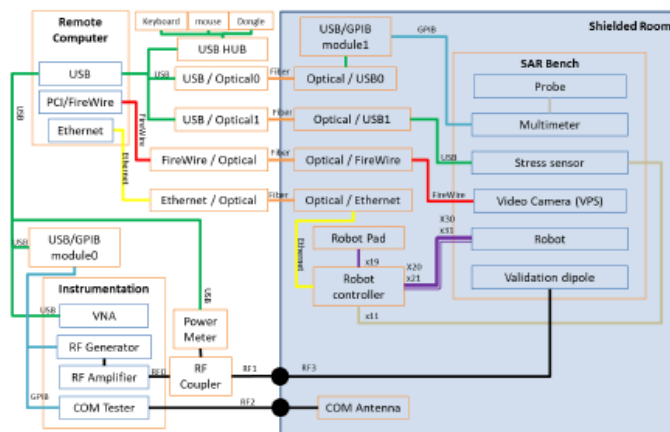 Remote
Computer
Keyboard
mouse
Dongle
USB HUB
USB
PCI/FireWire
Ethernet
USB
USB / Optical0
Fiber
Optical / USB0
USB/GPIB
module1
GPIB
Shielded Room
SAR Bench
Probe
Multimeter
USB
FireWire
Ethernet
USB / Optical1
Fiber
Optical / USB1
USB
Stress sensor
FireWire / Optical
Fiber
Optical / FireWire
FireWire
Video Camera (VPS)
Ethernet / Optical
Fiber
Optical / Ethernet
X30
x31
Robot
USB
USB/GPIB
module0
Ethernet
Robot Pad
x19
X20
x21
Robot
controller
x11
Validation dipole
Instrumentation
USB
VNA
RF Generator
RF Amplifier
RF0
GPIB
COM Tester
USB
Power
Meter
RF
Coupler
RF1
RF3
RF2
COM Antenna